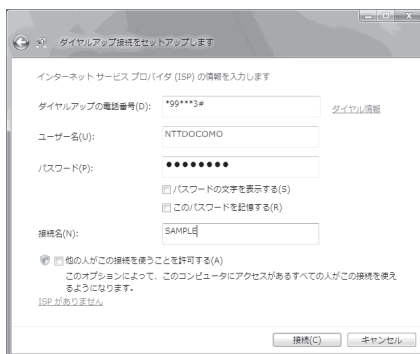 ダイヤルアップ接続をセットアップします
インターネット サービス プロバイダ (ISP) の情報を入力します
ダイヤルアップの電話番号(D):
*99***3#
ダイヤル情報
ユーザー名(U):
NTTDOCOMO
パスワード(P):
●●●●●●●●
パスワードの文字を表示する(S)
このパスワードを記憶する(R)
接続名(N):
SAMPLE
他の人がこの接続を使うことを許可する(A)
このオプションによって、このコンピュータにアクセスがあるすべての人がこの接続を使え
るようになります。
ISP がありません
接続(C)
キャンセル